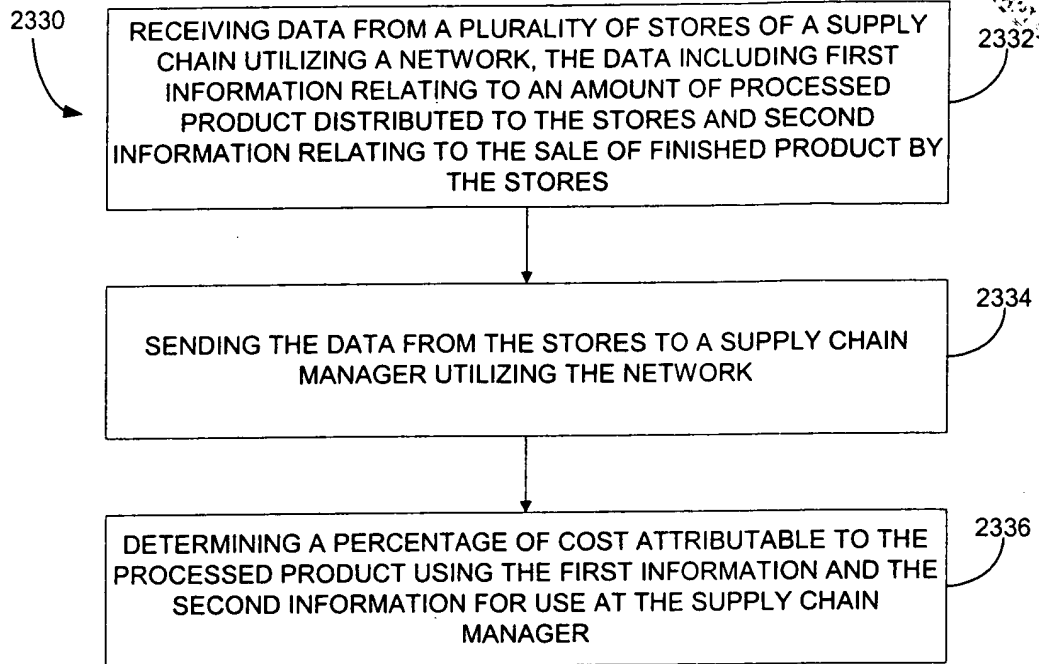 2330
RECEIVING DATA FROM A PLURALITY OF STORES OF A SUPPLY
CHAIN UTILIZING A NETWORK, THE DATA INCLUDING FIRST
INFORMATION RELATING TO AN AMOUNT OF PROCESSED
PRODUCT DISTRIBUTED TO THE STORES AND SECOND
INFORMATION RELATING TO THE SALE OF FINISHED PRODUCT BY
THE STORES
2332
SENDING THE DATA FROM THE STORES TO A SUPPLY CHAIN
MANAGER UTILIZING THE NETWORK
2334
DETERMINING A PERCENTAGE OF COST ATTRIBUTABLE TO THE
PROCESSED PRODUCT USING THE FIRST INFORMATION AND THE
SECOND INFORMATION FOR USE AT THE SUPPLY CHAIN
MANAGER
2336